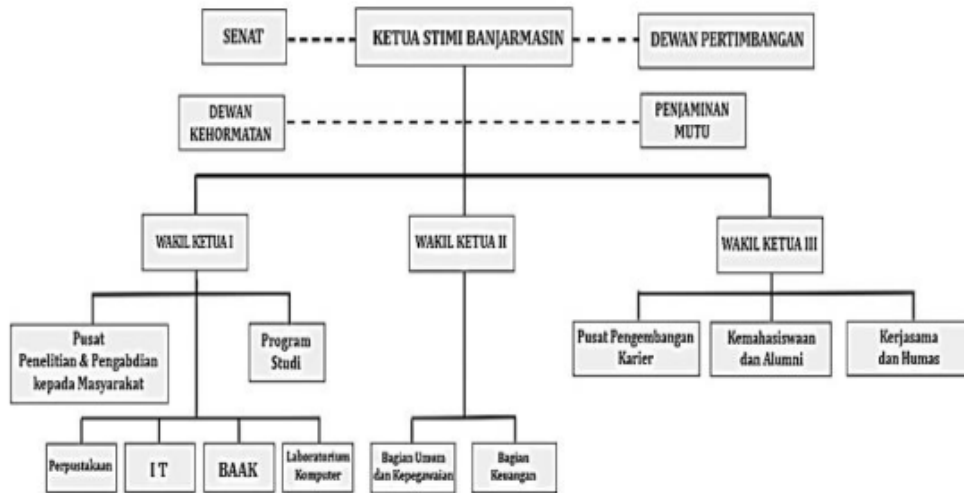 SENAT
KETUA STIMI BANJARMASIN
DEWAN PERTIMBANGAN
DEWAN
KEHORMATAN
PENJAMINAN
MUTU
WAKIL KETUA I
WAKIL KETUA II
WAKIL KETUA III
Pusat
Penelitian & Pengabdian
kepada Masyarakat
Program
Studi
Pusat Pengembangan
Karier
Kemahasiswaan
dan Alumni
Kerjasama
dan Humas
Perpustakaan
I T
BAAK
Laboratorium
Komputer
Bagian Umum
dan Kepegawaian
Bagian
Keuangan